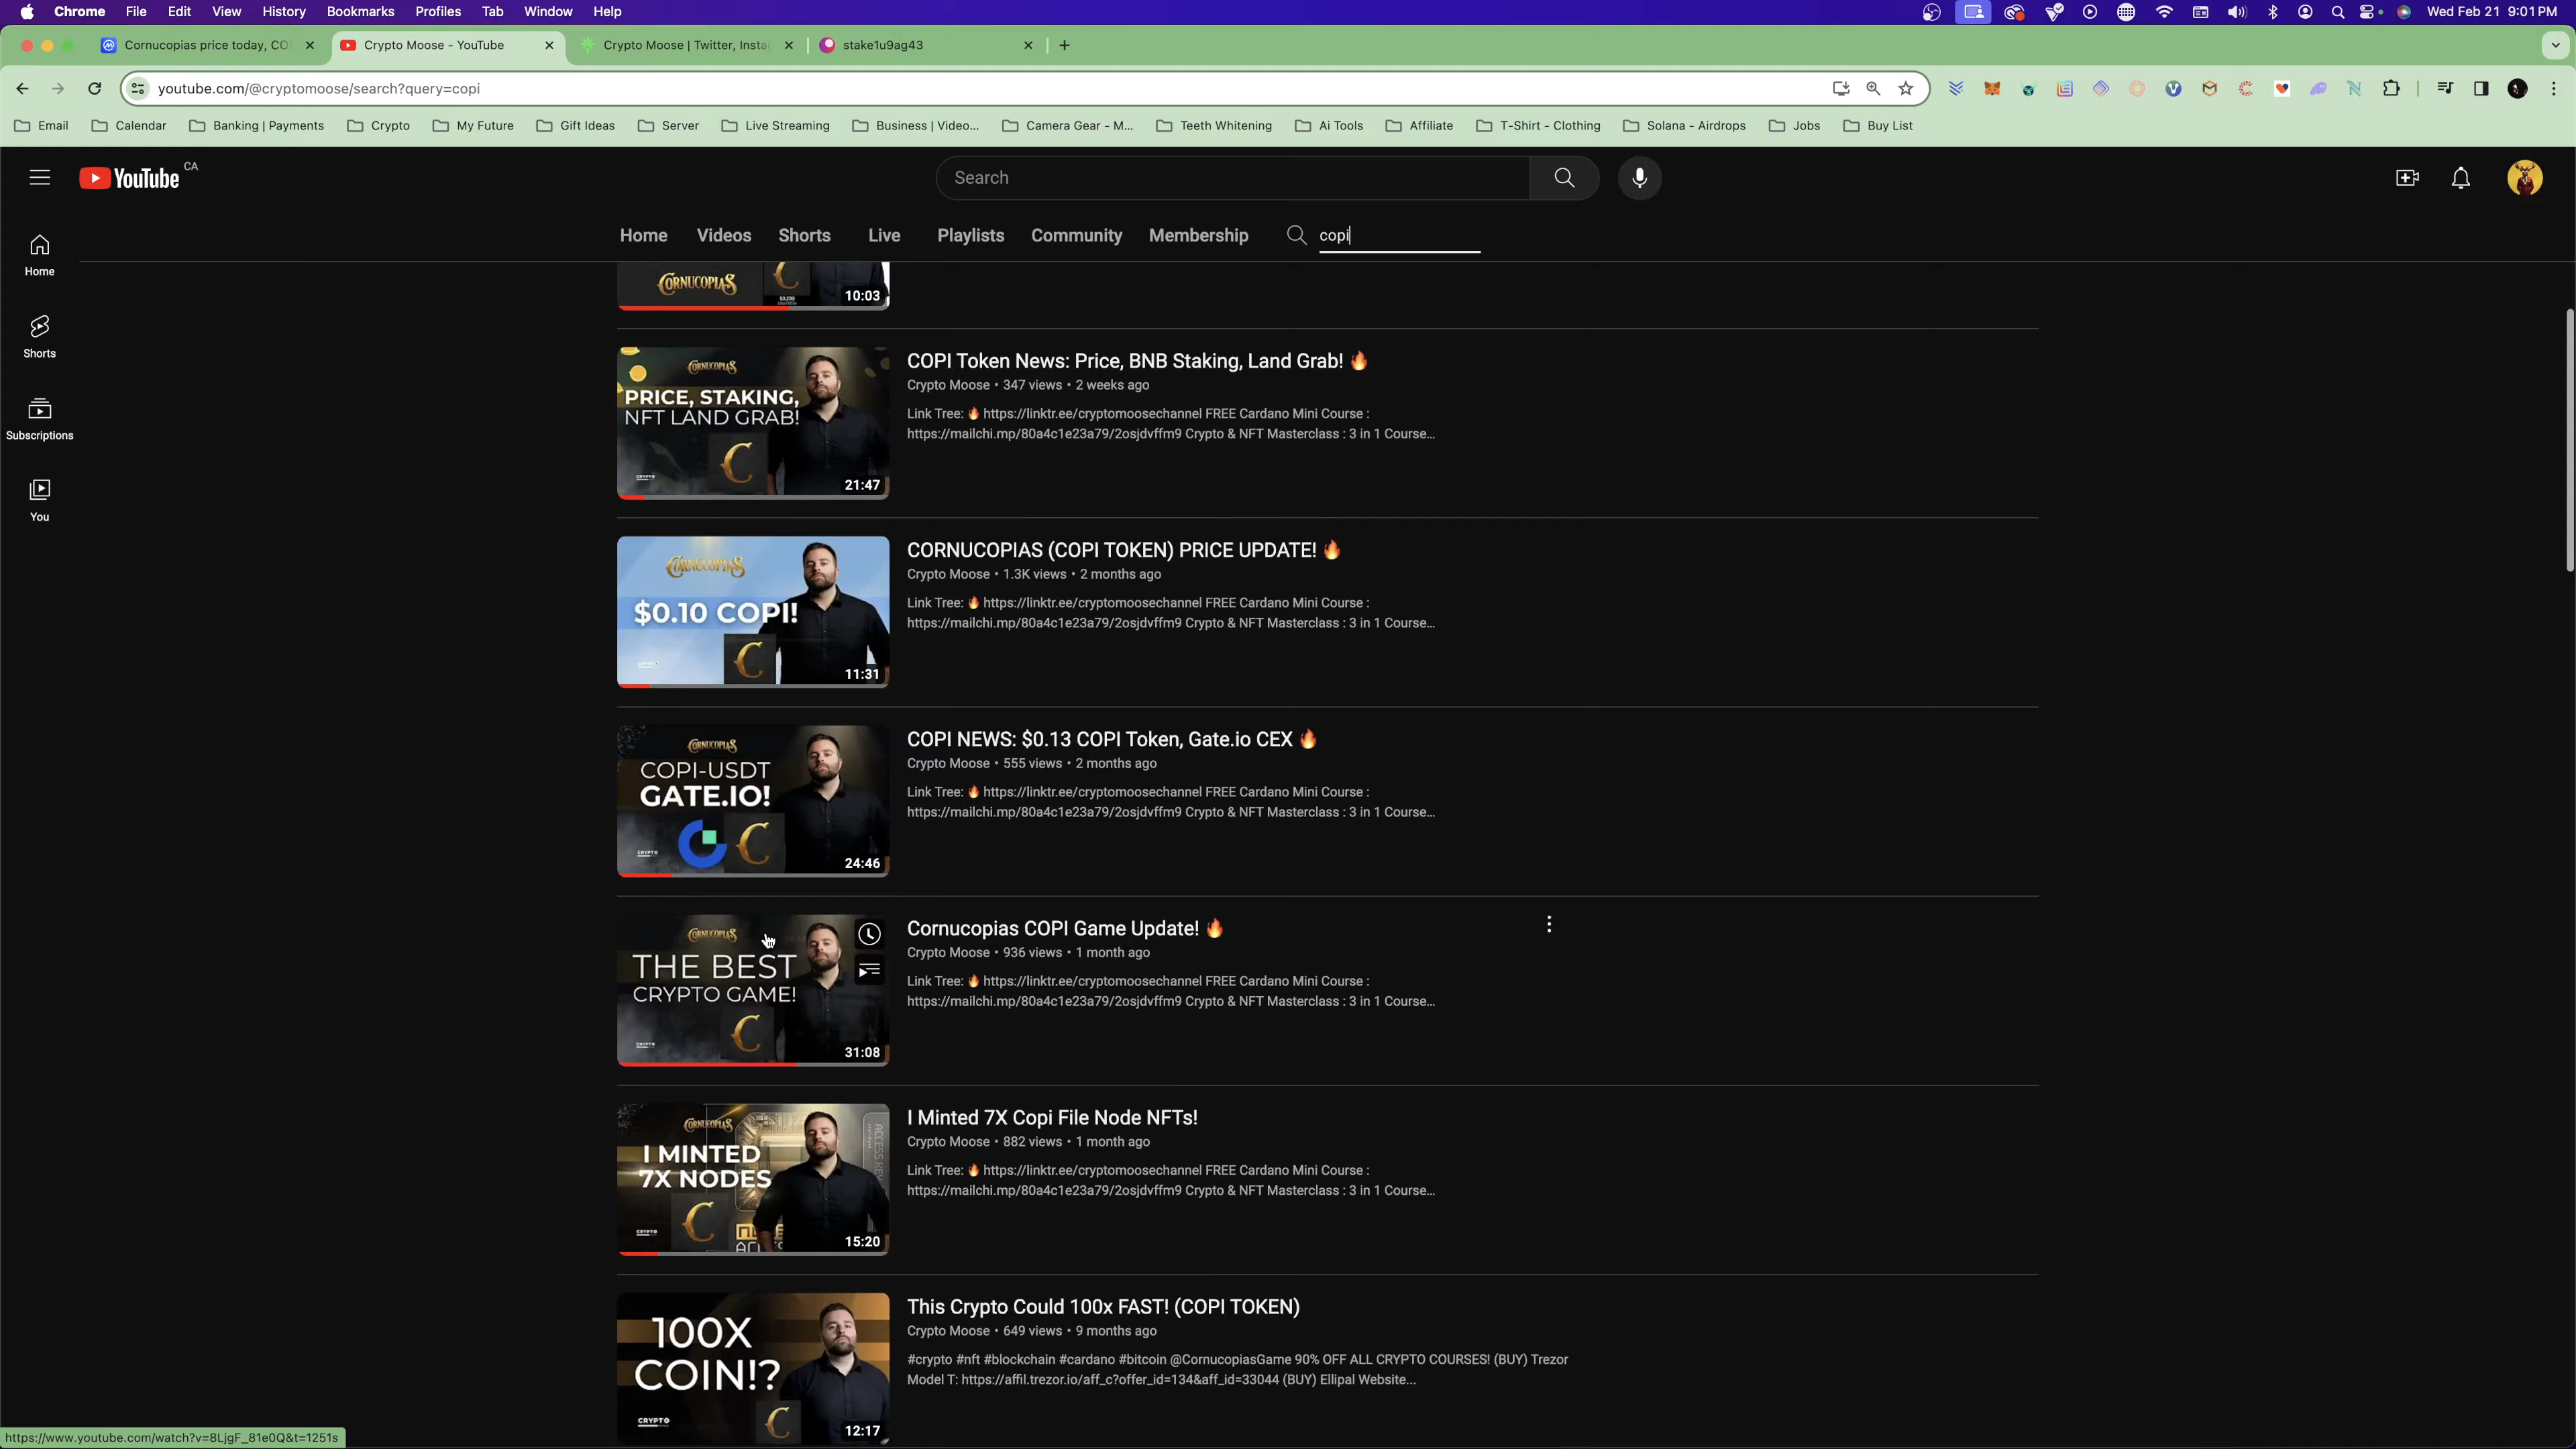 Chrome File Edit View History Bookmarks Profiles Tab Window Help Wed Feb 21 9:01 PM
Cornucopias price today, CO Crypto Moose - YouTube Crypto Moose | Twitter, Insta stake1u9ag43
youtube.com/@cryptomoose/search?query=copi
Email Calendar Banking | Payments Crypto My Future Gift Ideas Server Live Streaming Business | Video... Camera Gear - M... Teeth Whitening Ai Tools Affiliate T-Shirt - Clothing Solana - Airdrops Jobs Buy List
YouTube CA
Search
Home Videos Shorts Live Playlists Community Membership copi
Home
Shorts
Subscriptions
You
CORNUCOPIAS
10:03
CORNUCOPIAS
PRICE, STAKING,
NFT LAND GRAB!
C
21:47
COPI Token News: Price, BNB Staking, Land Grab! 🔥
Crypto Moose • 347 views • 2 weeks ago
Link Tree: 🔥 https://linktr.ee/cryptomoosechannel FREE Cardano Mini Course :
https://mailchi.mp/80a4c1e23a79/2osjdvffm9 Crypto & NFT Masterclass : 3 in 1 Course...
CORNUCOPIAS
$0.10 COPI!
C
11:31
CORNUCOPIAS (COPI TOKEN) PRICE UPDATE! 🔥
Crypto Moose • 1.3K views • 2 months ago
Link Tree: 🔥 https://linktr.ee/cryptomoosechannel FREE Cardano Mini Course :
https://mailchi.mp/80a4c1e23a79/2osjdvffm9 Crypto & NFT Masterclass : 3 in 1 Course...
CORNUCOPIAS
COPI-USDT
GATE.IO!
C
CRYPTO
24:46
COPI NEWS: $0.13 COPI Token, Gate.io CEX 🔥
Crypto Moose • 555 views • 2 months ago
Link Tree: 🔥 https://linktr.ee/cryptomoosechannel FREE Cardano Mini Course :
https://mailchi.mp/80a4c1e23a79/2osjdvffm9 Crypto & NFT Masterclass : 3 in 1 Course...
CORNUCOPIAS
THE BEST
CRYPTO GAME!
C
31:08
Cornucopias COPI Game Update! 🔥
Crypto Moose • 936 views • 1 month ago
Link Tree: 🔥 https://linktr.ee/cryptomoosechannel FREE Cardano Mini Course :
https://mailchi.mp/80a4c1e23a79/2osjdvffm9 Crypto & NFT Masterclass : 3 in 1 Course...
CORNUCOPIAS
I MINTED
7X NODES
C
CRYPTO
15:20
I Minted 7X Copi File Node NFTs!
Crypto Moose • 882 views • 1 month ago
Link Tree: 🔥 https://linktr.ee/cryptomoosechannel FREE Cardano Mini Course :
https://mailchi.mp/80a4c1e23a79/2osjdvffm9 Crypto & NFT Masterclass : 3 in 1 Course...
100X
COIN!?
C
CRYPTO
12:17
This Crypto Could 100x FAST! (COPI TOKEN)
Crypto Moose • 649 views • 9 months ago
#crypto #nft #blockchain #cardano #bitcoin @CornucopiasGame 90% OFF ALL CRYPTO COURSES! (BUY) Trezor
Model T: https://affil.trezor.io/aff_c?offer_id=134&aff_id=33044 (BUY) Ellipal Website...
https://www.youtube.com/watch?v=8LjgF_81e0Q&t=1251s